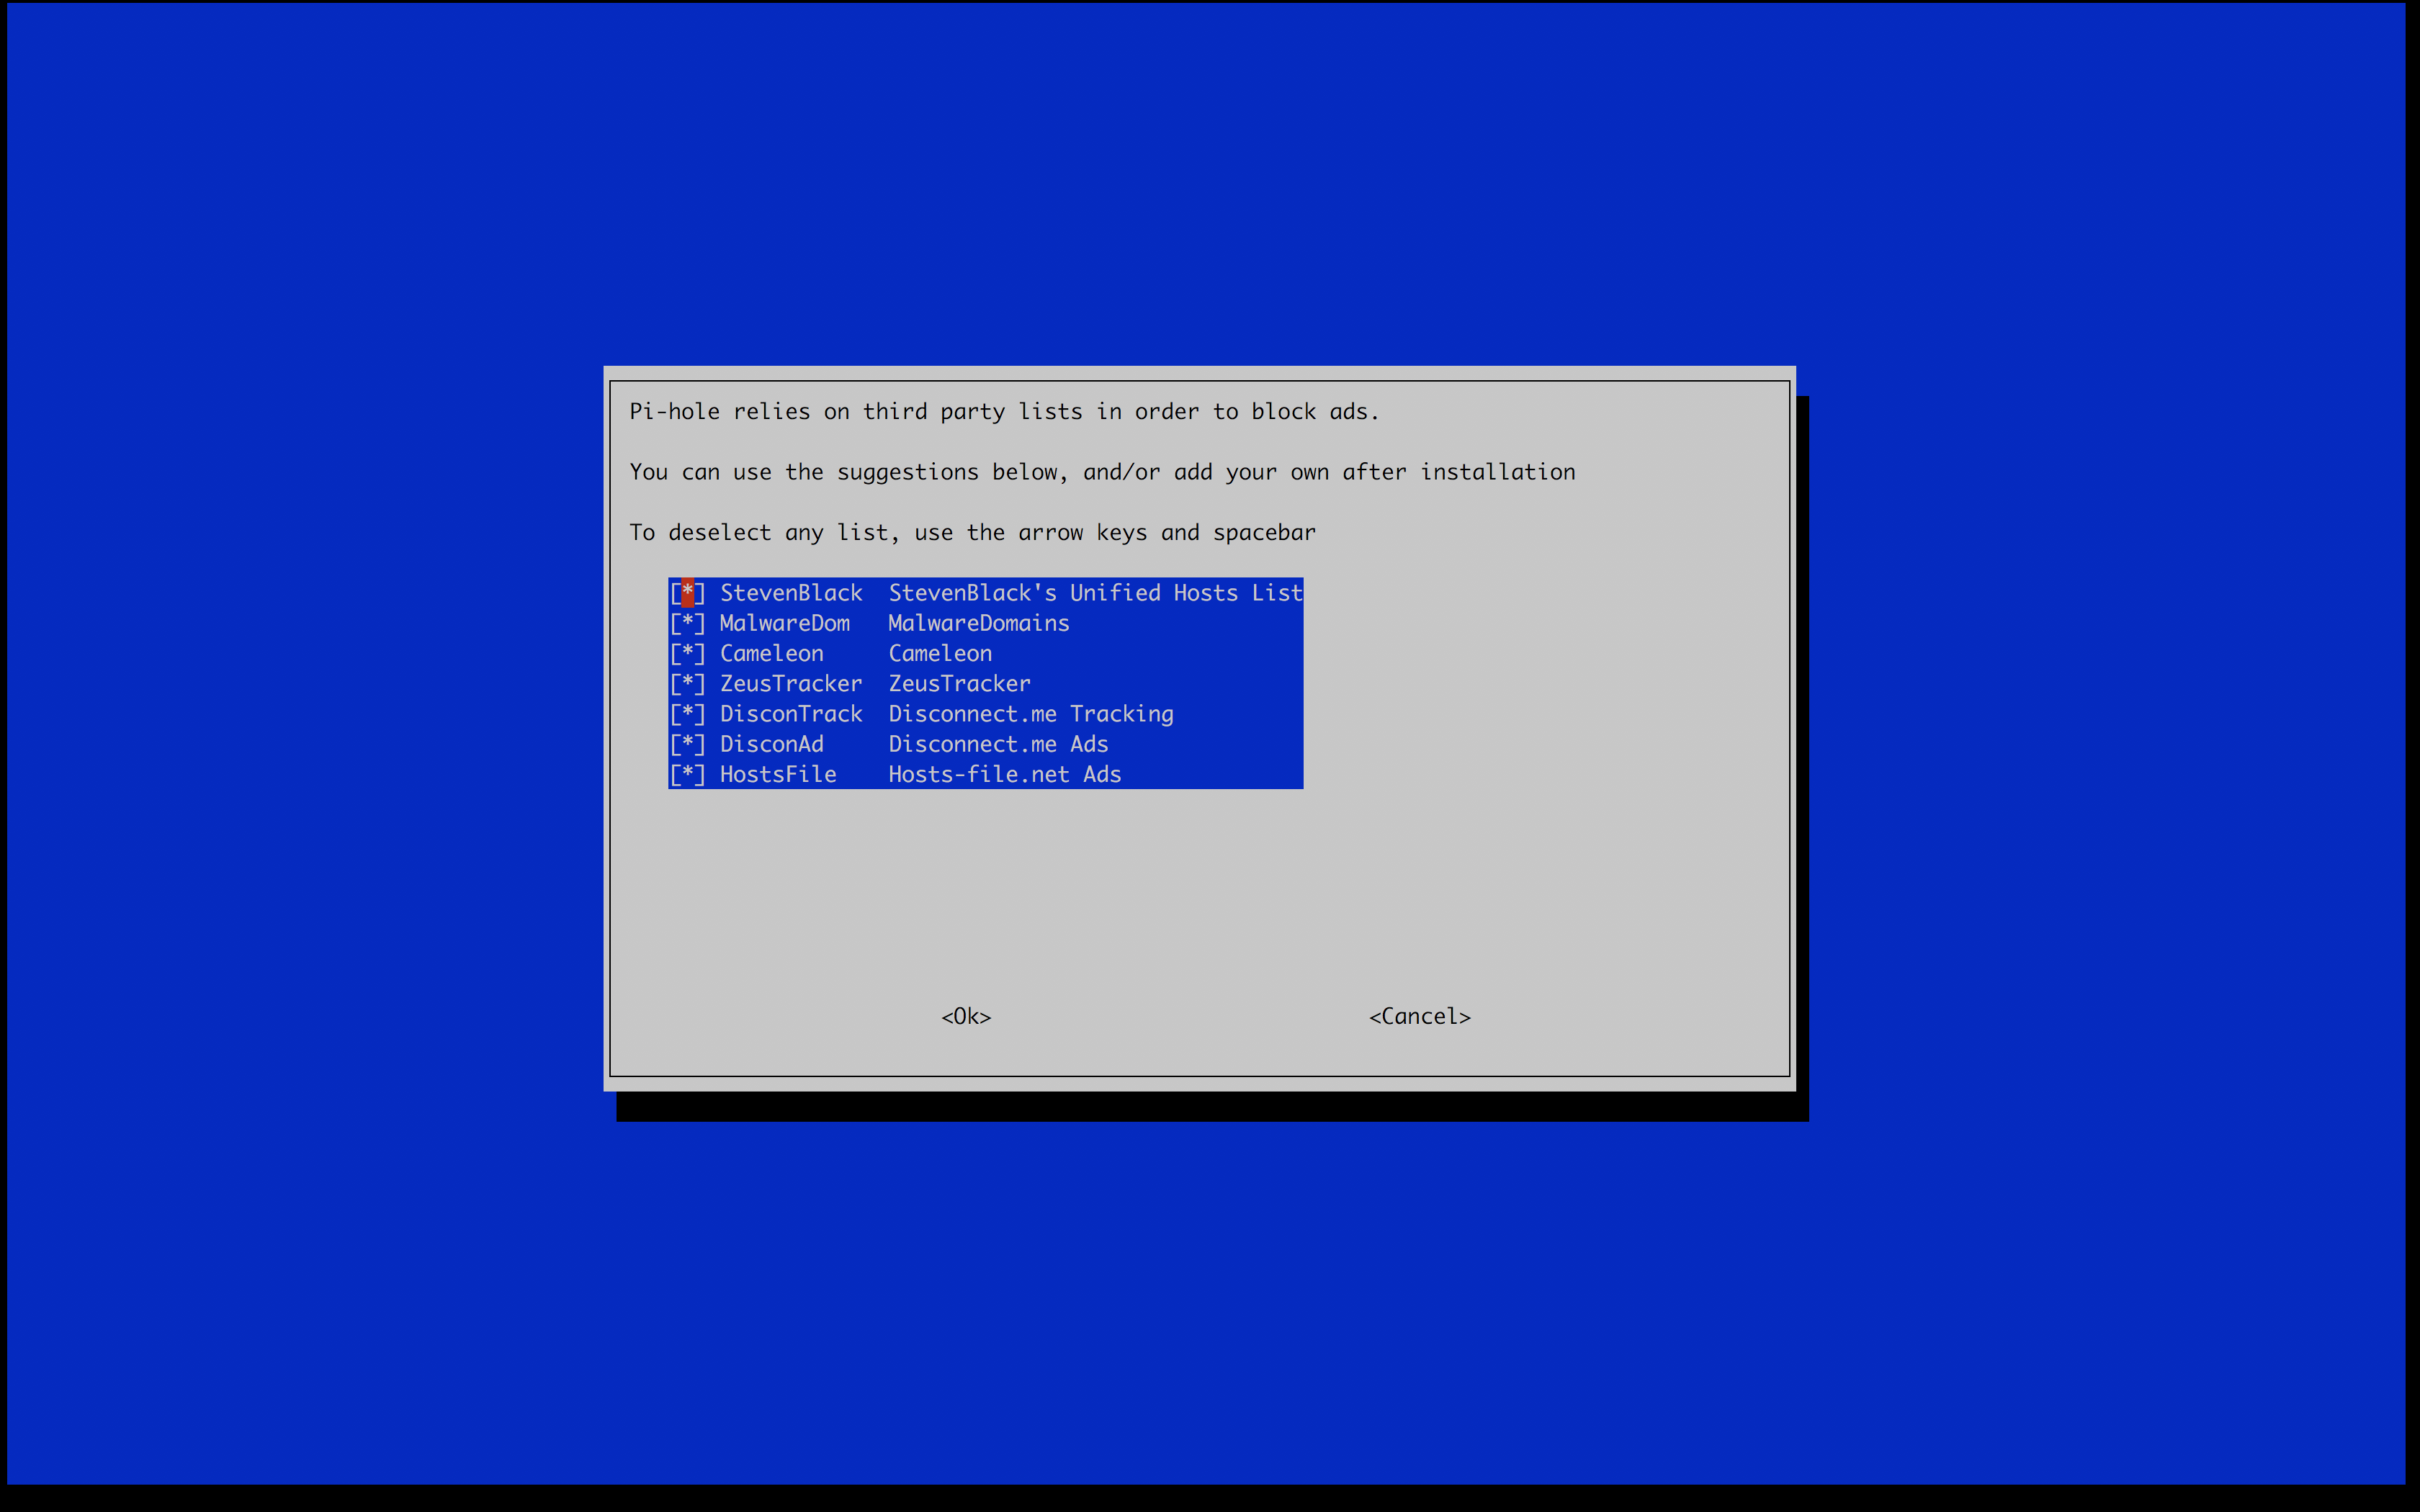 Pi-hole relies on third party lists in order to block ads.
You can use the suggestions below, and/or add your own after installation
To deselect any list, use the arrow keys and spacebar
[*] StevenBlack  StevenBlack's Unified Hosts List
[*] MalwareDom   MalwareDomains
[*] Cameleon     Cameleon
[*] ZeusTracker  ZeusTracker
[*] DisconTrack  Disconnect.me Tracking
[*] DisconAd     Disconnect.me Ads
[*] HostsFile    Hosts-file.net Ads
<Ok> <Cancel>